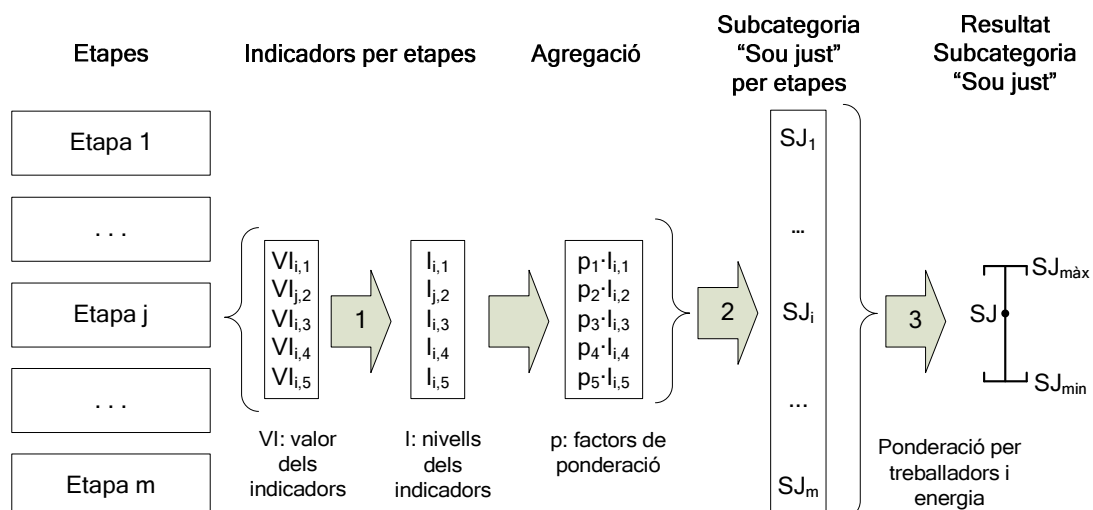 Etapes
Indicadors per etapes
Agregació
Subcategoria
“Sou just”
per etapes
Resultat
Subcategoria
“Sou just”
Etapa 1
. . .
Etapa j
. . .
Etapa m
VIi,1
VIj,2
VIi,3
VIi,4
VIi,5
VI: valor
dels
indicadors
1
Ii,1
Ij,2
Ii,3
Ii,4
Ii,5
I: nivells
dels
indicadors
p1·Ii,1
p2·Ii,2
p3·Ii,3
p4·Ii,4
p5·Ii,5
p: factors de
ponderació
2
SJ1
...
SJi
...
SJm
3
Ponderació per
treballadors i
energia
SJmàx
SJ
SJmin